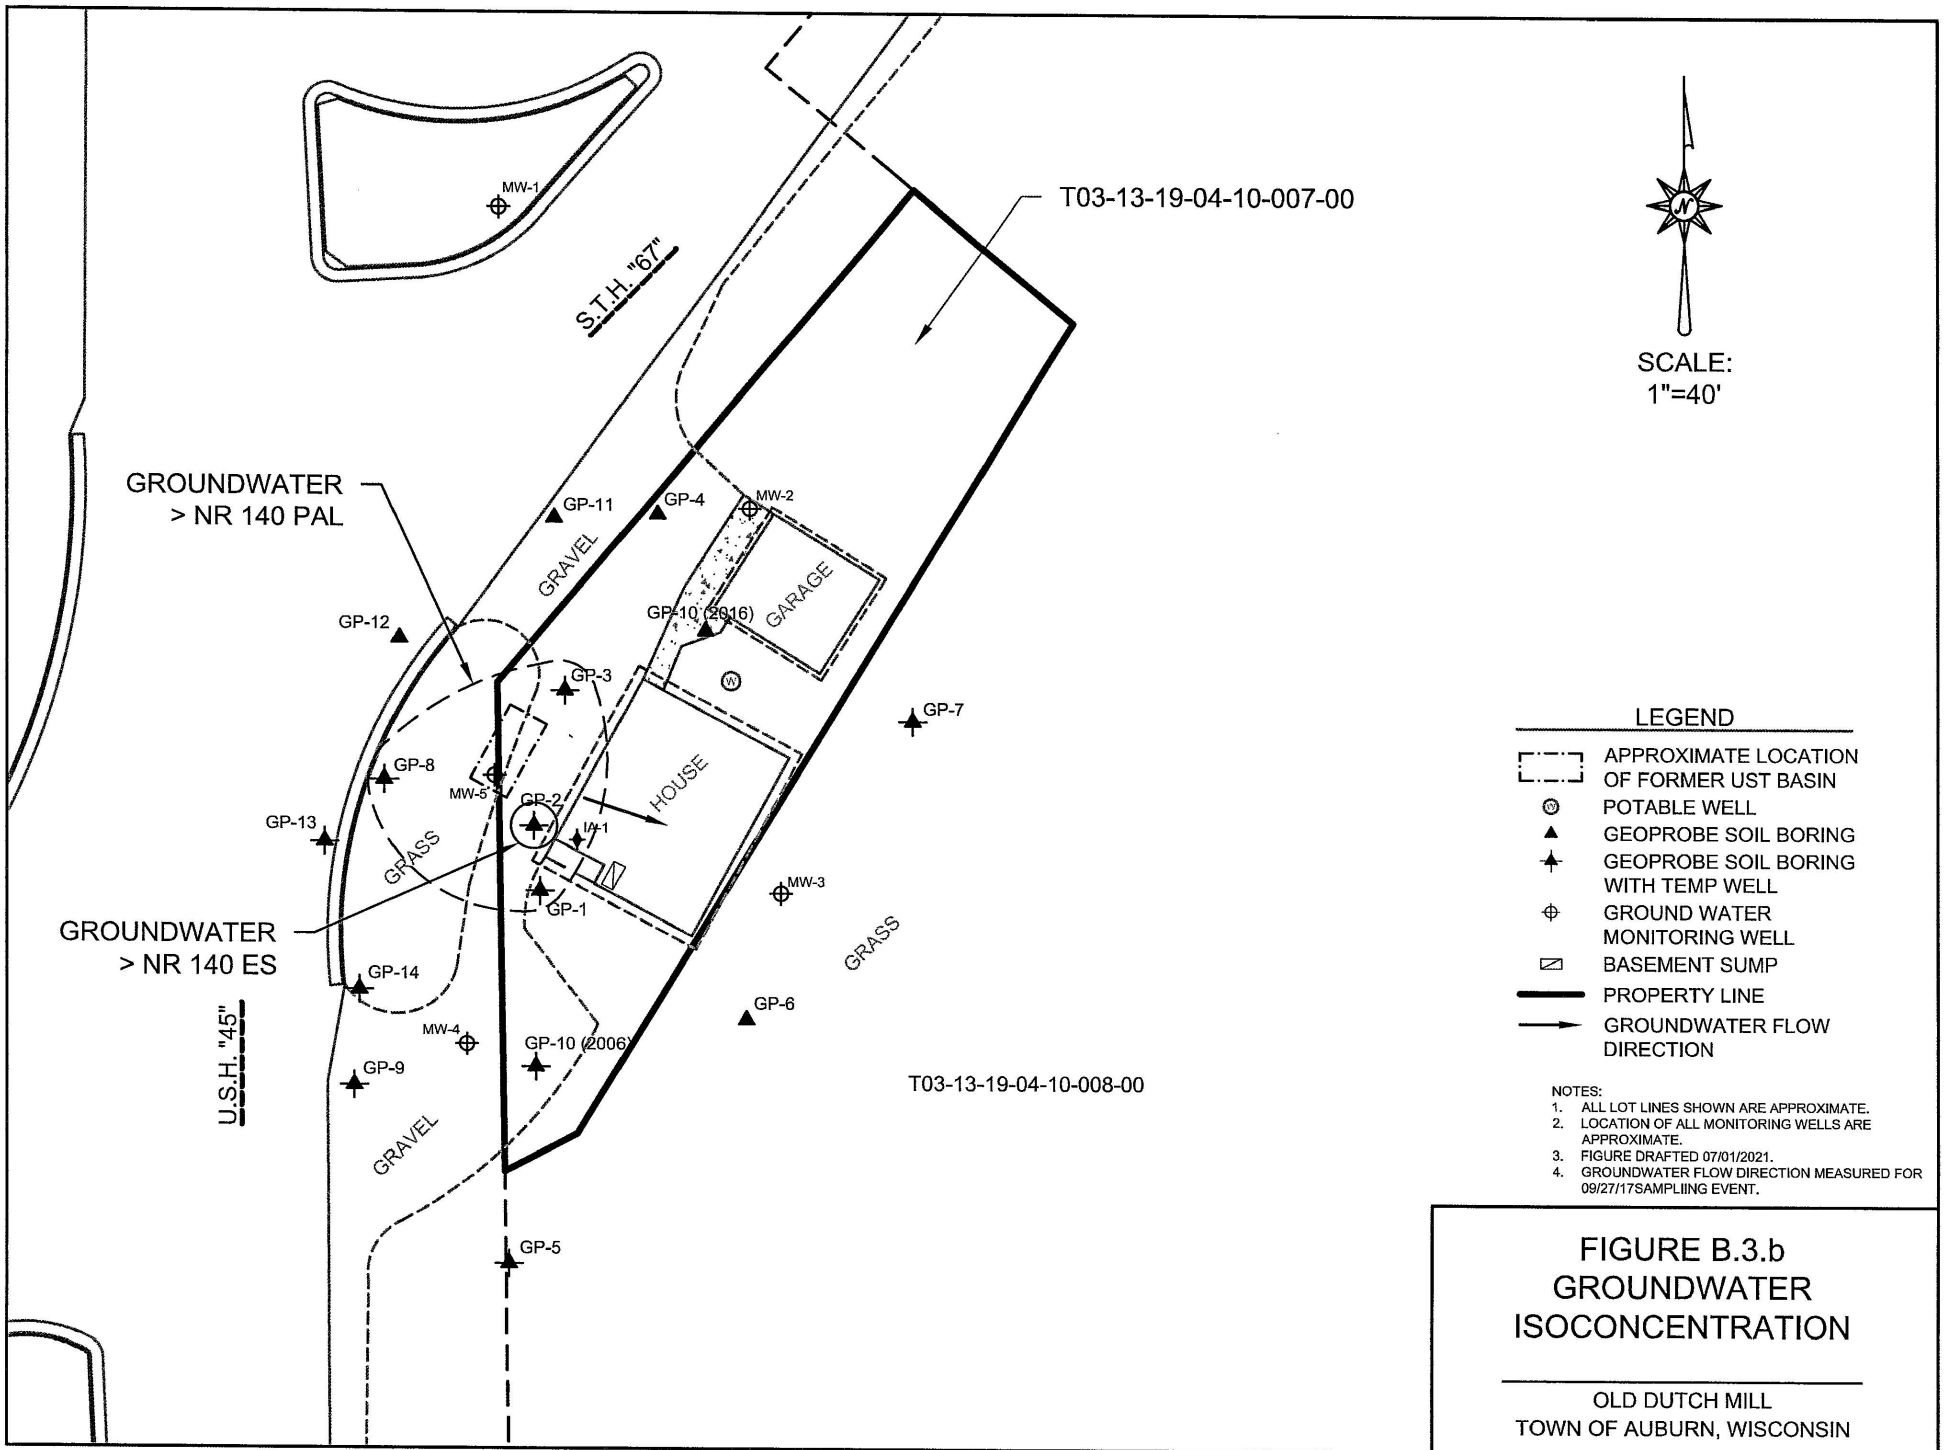 MW-1
T03-13-19-04-10-007-00
S.T.H. "67"
N
SCALE:
1"=40'
GROUNDWATER
> NR 140 PAL
GP-11
GP-4
MW-2
GRAVEL
GARAGE
GP-12
GP-10 (2016)
GP-3
W
GP-7
GP-8
MW-5
HOUSE
GP-2
IA-1
GP-13
GRASS
GP-1
MW-3
GROUNDWATER
> NR 140 ES
GRASS
GP-14
U.S.H. "45"
MW-4
GP-6
GP-10 (2006)
GP-9
T03-13-19-04-10-008-00
GRAVEL
GP-5
LEGEND
APPROXIMATE LOCATION
OF FORMER UST BASIN
W POTABLE WELL
GEOPROBE SOIL BORING
GEOPROBE SOIL BORING
WITH TEMP WELL
GROUND WATER
MONITORING WELL
BASEMENT SUMP
PROPERTY LINE
GROUNDWATER FLOW
DIRECTION
NOTES:
1. ALL LOT LINES SHOWN ARE APPROXIMATE.
2. LOCATION OF ALL MONITORING WELLS ARE
APPROXIMATE.
3. FIGURE DRAFTED 07/01/2021.
4. GROUNDWATER FLOW DIRECTION MEASURED FOR
09/27/17SAMPLIING EVENT.
FIGURE B.3.b
GROUNDWATER
ISOCONCENTRATION
OLD DUTCH MILL
TOWN OF AUBURN, WISCONSIN